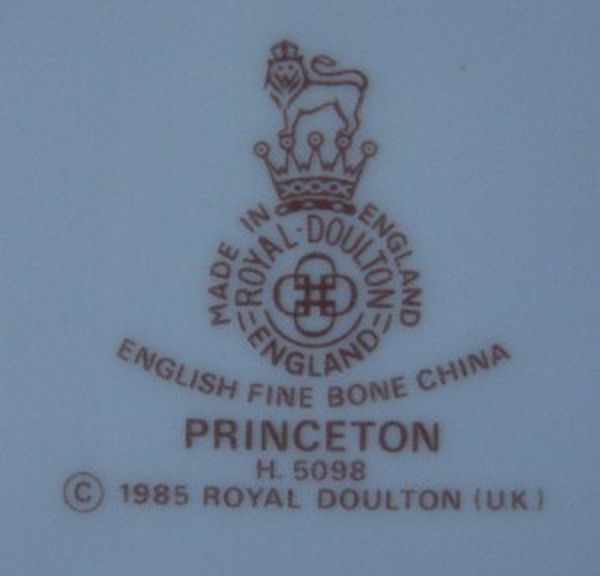 MADE IN ENGLAND
ROYAL-DOULTON
ENGLAND
ENGLISH FINE BONE CHINA
PRINCETON
H. 5098
© 1985 ROYAL DOULTON (U.K.)